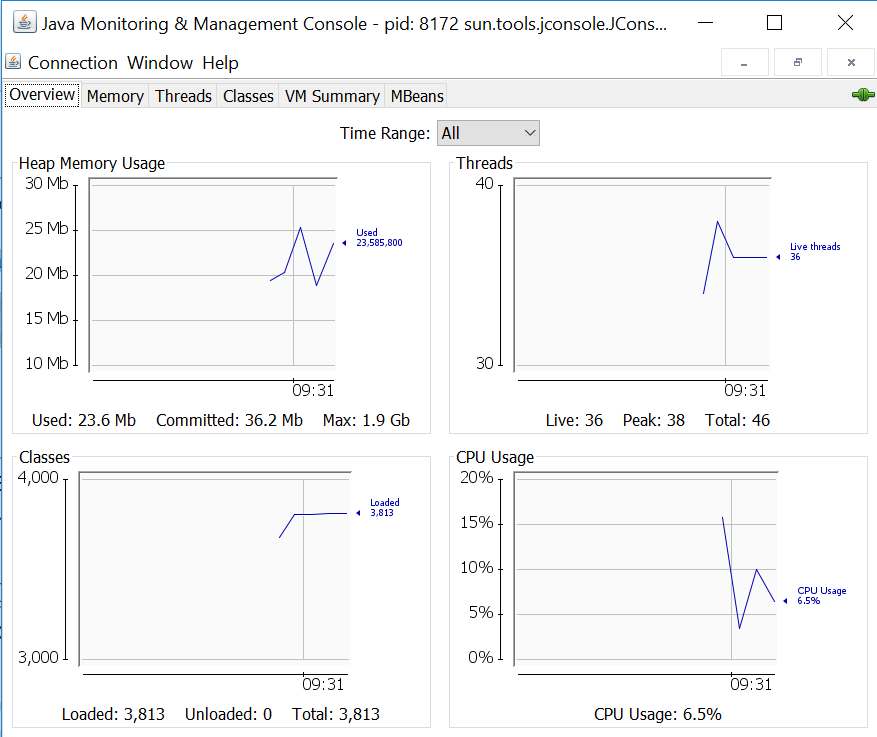 Java Monitoring & Management Console - pid: 8172 sun.tools.jconsole.JCons...
Connection Window Help
Overview Memory Threads Classes VM Summary MBeans
Time Range: All
Heap Memory Usage
30 Mb
25 Mb
20 Mb
15 Mb
10 Mb
Used
23,585,800
09:31
Used: 23.6 Mb Committed: 36.2 Mb Max: 1.9 Gb
Threads
40
30
Live threads
36
09:31
Live: 36 Peak: 38 Total: 46
Classes
4,000
3,000
Loaded
3,813
09:31
Loaded: 3,813 Unloaded: 0 Total: 3,813
CPU Usage
20%
15%
10%
5%
0%
CPU Usage
6.5%
09:31
CPU Usage: 6.5%